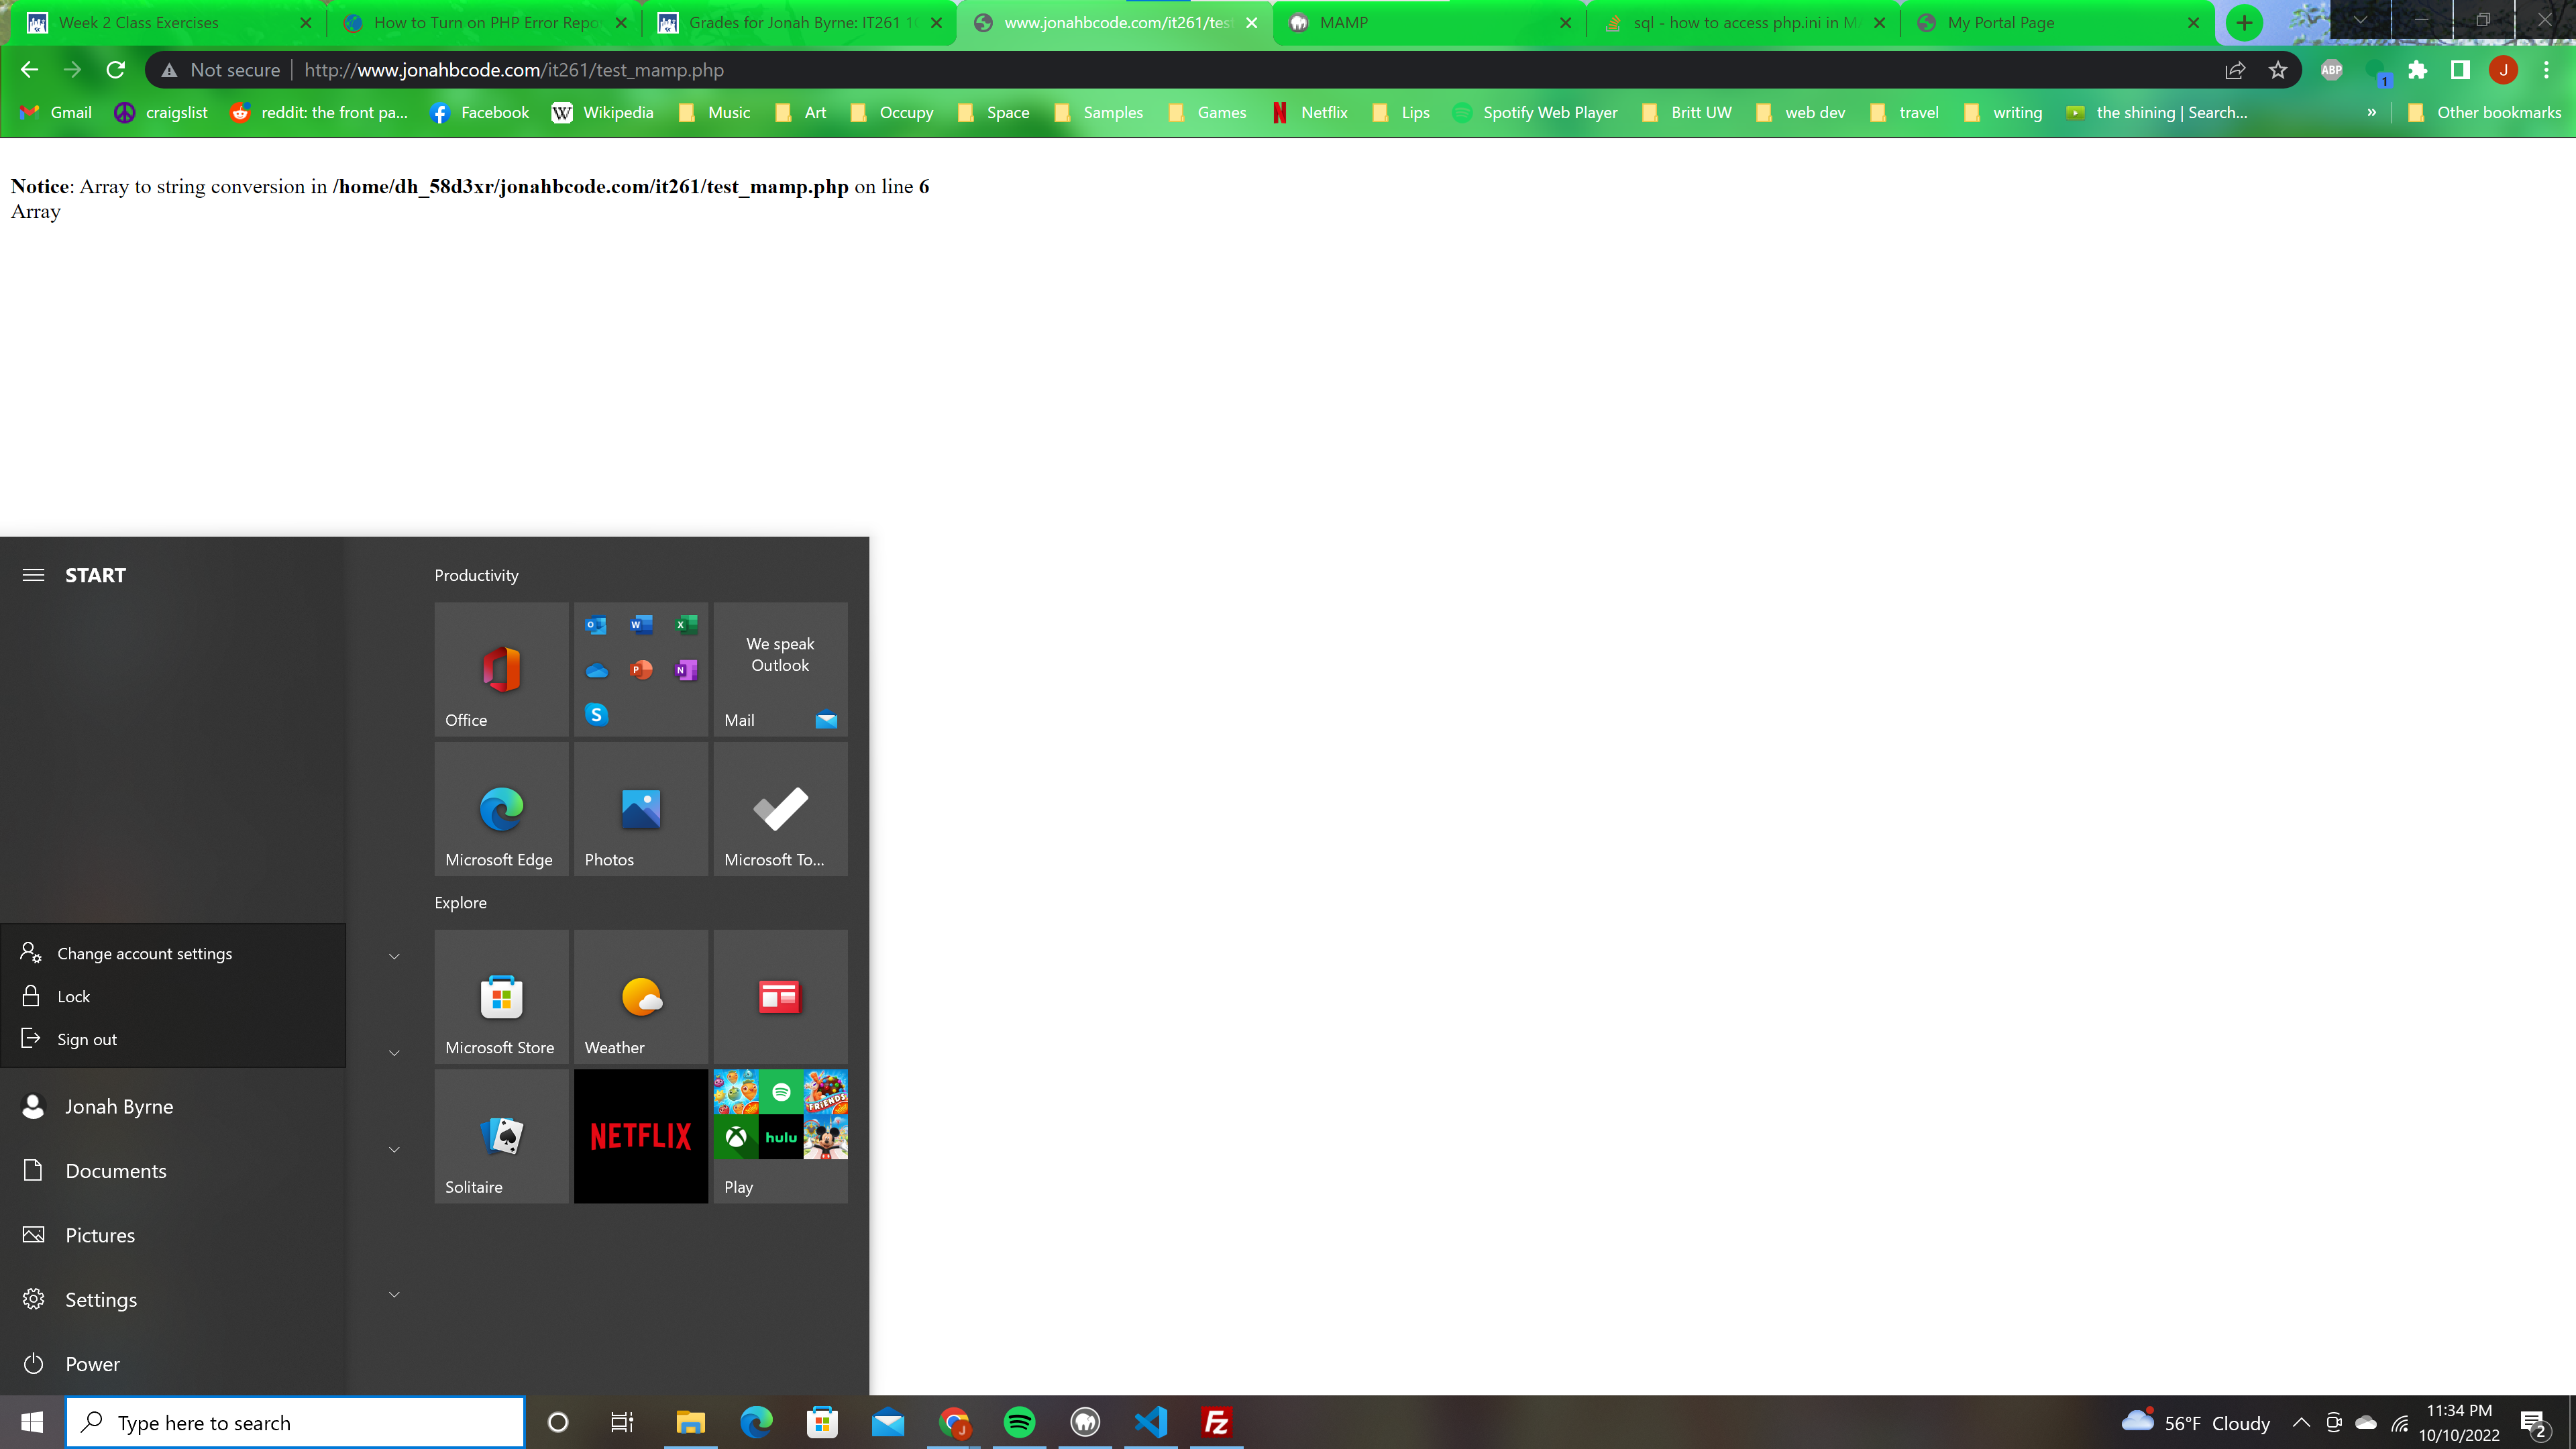 Week 2 Class Exercises
How to Turn on PHP Error Repo
Grades for Jonah Byrne: IT261 1
www.jonahbcode.com/it261/test
MAMP
sql - how to access php.ini in M
My Portal Page
Not secure
http://www.jonahbcode.com/it261/test_mamp.php
ABP
1
J
Gmail
craigslist
reddit: the front pa...
Facebook
W
Wikipedia
Music
Art
Occupy
Space
Samples
Games
Netflix
Lips
Spotify Web Player
Britt UW
web dev
travel
writing
the shining | Search...
»
Other bookmarks
Notice: Array to string conversion in /home/dh_58d3xr/jonahbcode.com/it261/test_mamp.php on line 6
Array
START
Productivity
Office
We speak
Outlook
Mail
Microsoft Edge
Photos
Microsoft To...
Explore
Microsoft Store
Weather
Solitaire
NETFLIX
FRIENDS
hulu
Play
Change account settings
Lock
Sign out
Jonah Byrne
Documents
Pictures
Settings
Power
Type here to search
J
Fz
56°F Cloudy
11:34 PM
10/10/2022
2